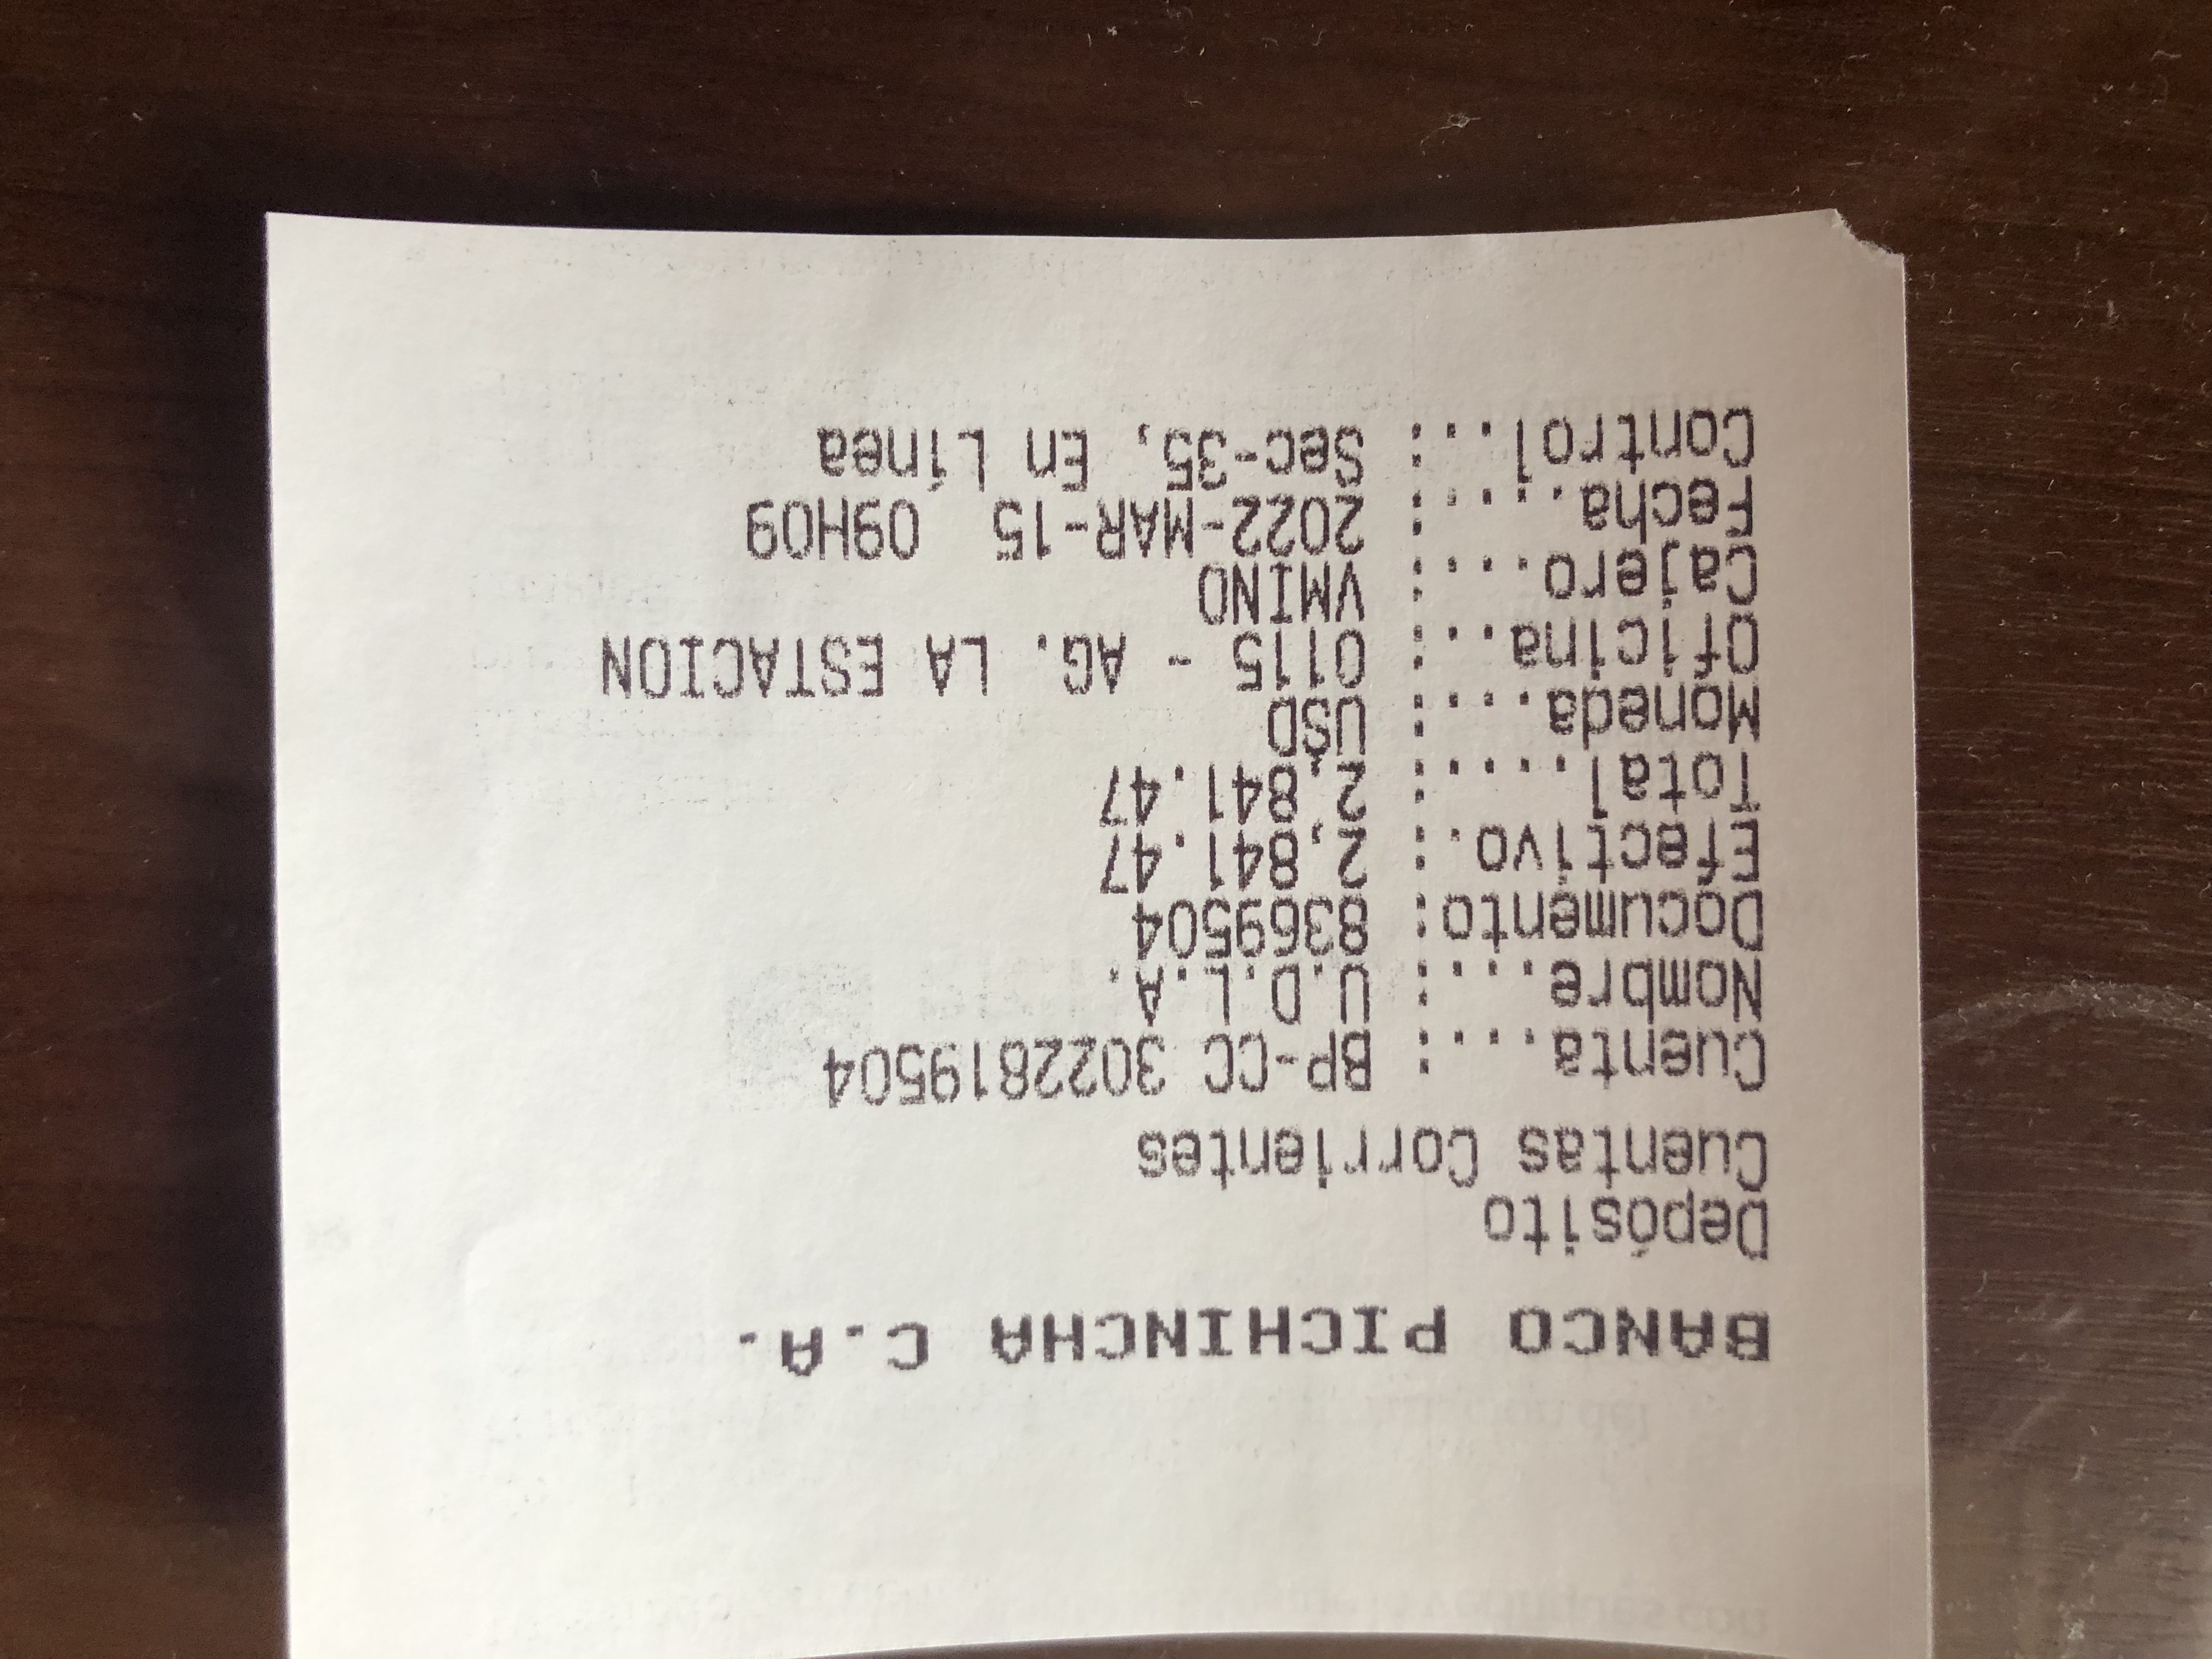 BANCO PICHINCHA C.A.
Depósito
Cuentas Corrientes
Cuenta....: BP-CC 3022819504
Nombre....: U.D.L.A.
Documento: 8369504
Efectivo.: 2,841.47
Total.....: 2,841.47
Moneda....: USD
Oficina...: 0115 - AG. LA ESTACION
Cajero....: VMINO
Fecha.....: 2022-MAR-15 09H09
Control...: Sec-35, En Línea